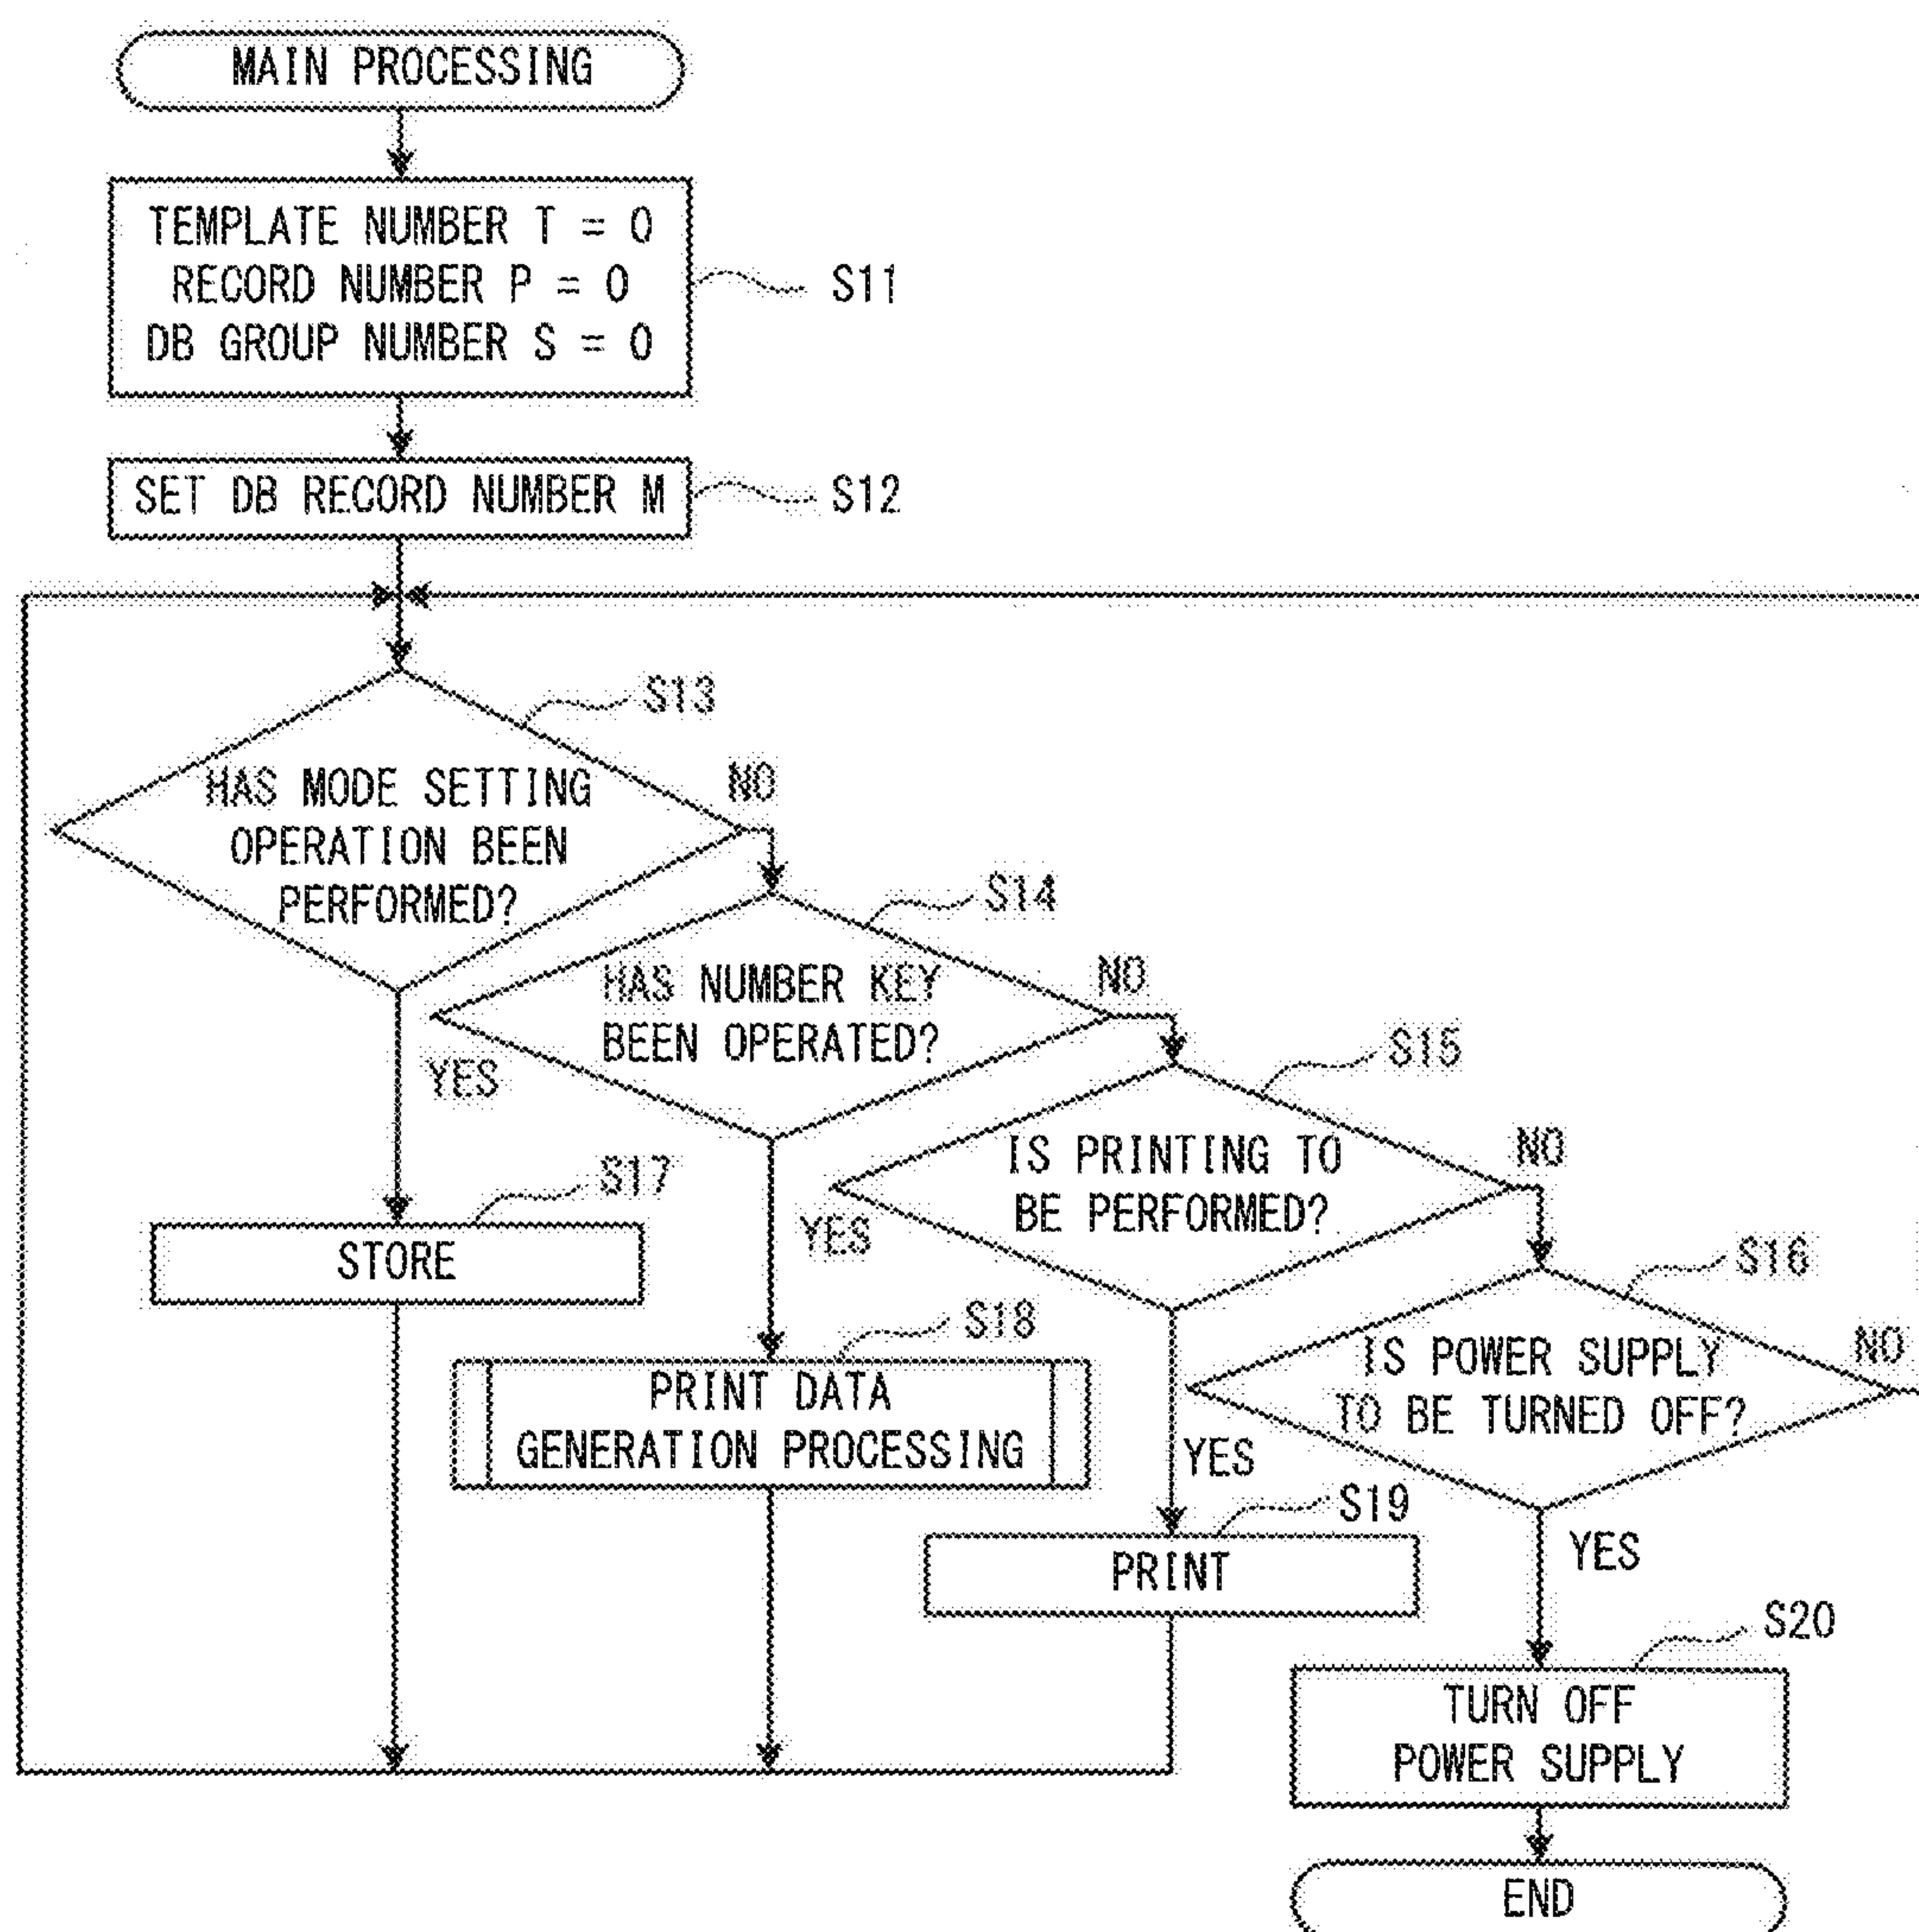 MAIN PROCESSING
TEMPLATE NUMBER T = 0
RECORD NUMBER P = 0
DB GROUP NUMBER S = 0
S11
SET DB RECORD NUMBER M
S12
S13
HAS MODE SETTING
OPERATION BEEN
PERFORMED?
NO
YES
S14
HAS NUMBER KEY
BEEN OPERATED?
NO
YES
S15
IS PRINTING TO
BE PERFORMED?
NO
YES
S16
IS POWER SUPPLY
TO BE TURNED OFF?
NO
YES
S17
STORE
S18
PRINT DATA
GENERATION PROCESSING
S19
PRINT
S20
TURN OFF
POWER SUPPLY
END